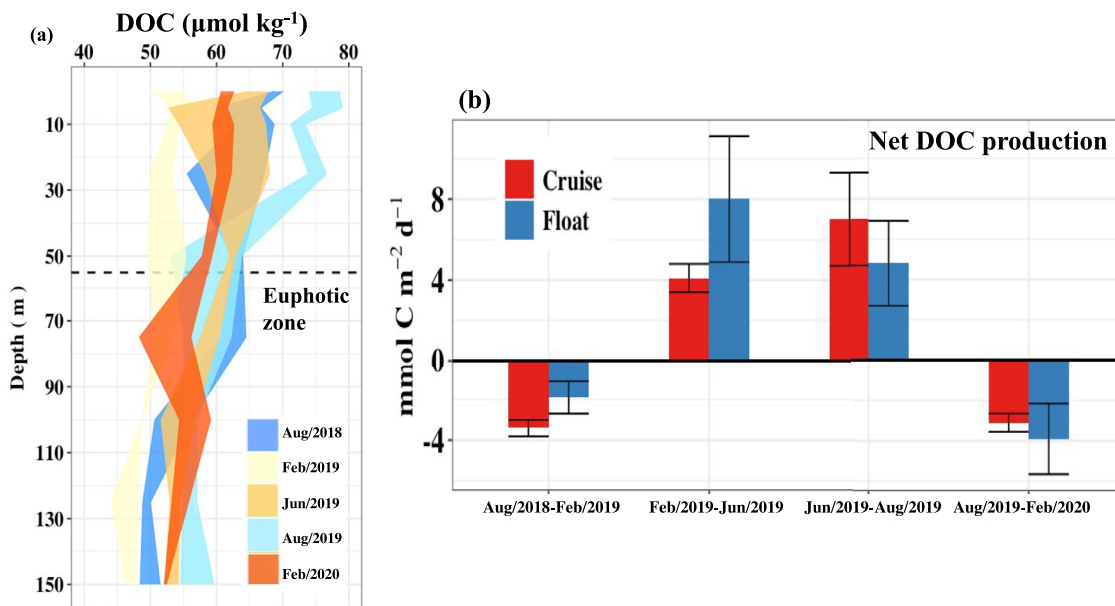 (a)
DOC (μmol kg-1)
40 50 60 70 80
10
30
50
70
90
110
130
150
Depth ( m )
Euphotic
zone
Aug/2018
Feb/2019
Jun/2019
Aug/2019
Feb/2020
(b)
Net DOC production
Cruise
Float
8
4
0
-4
mmol C m−2 d−1
Aug/2018-Feb/2019 Feb/2019-Jun/2019 Jun/2019-Aug/2019 Aug/2019-Feb/2020